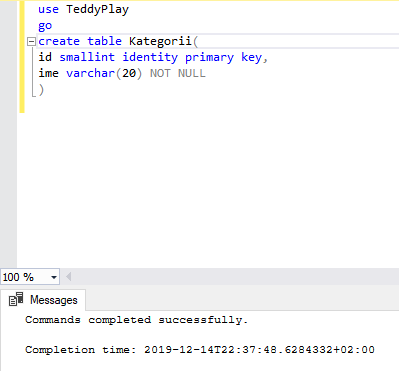 use TeddyPlay
go
create table Kategorii(
id smallint identity primary key,
ime varchar(20) NOT NULL
)
100 %
Messages
Commands completed successfully.
Completion time: 2019-12-14T22:37:48.6284332+02:00